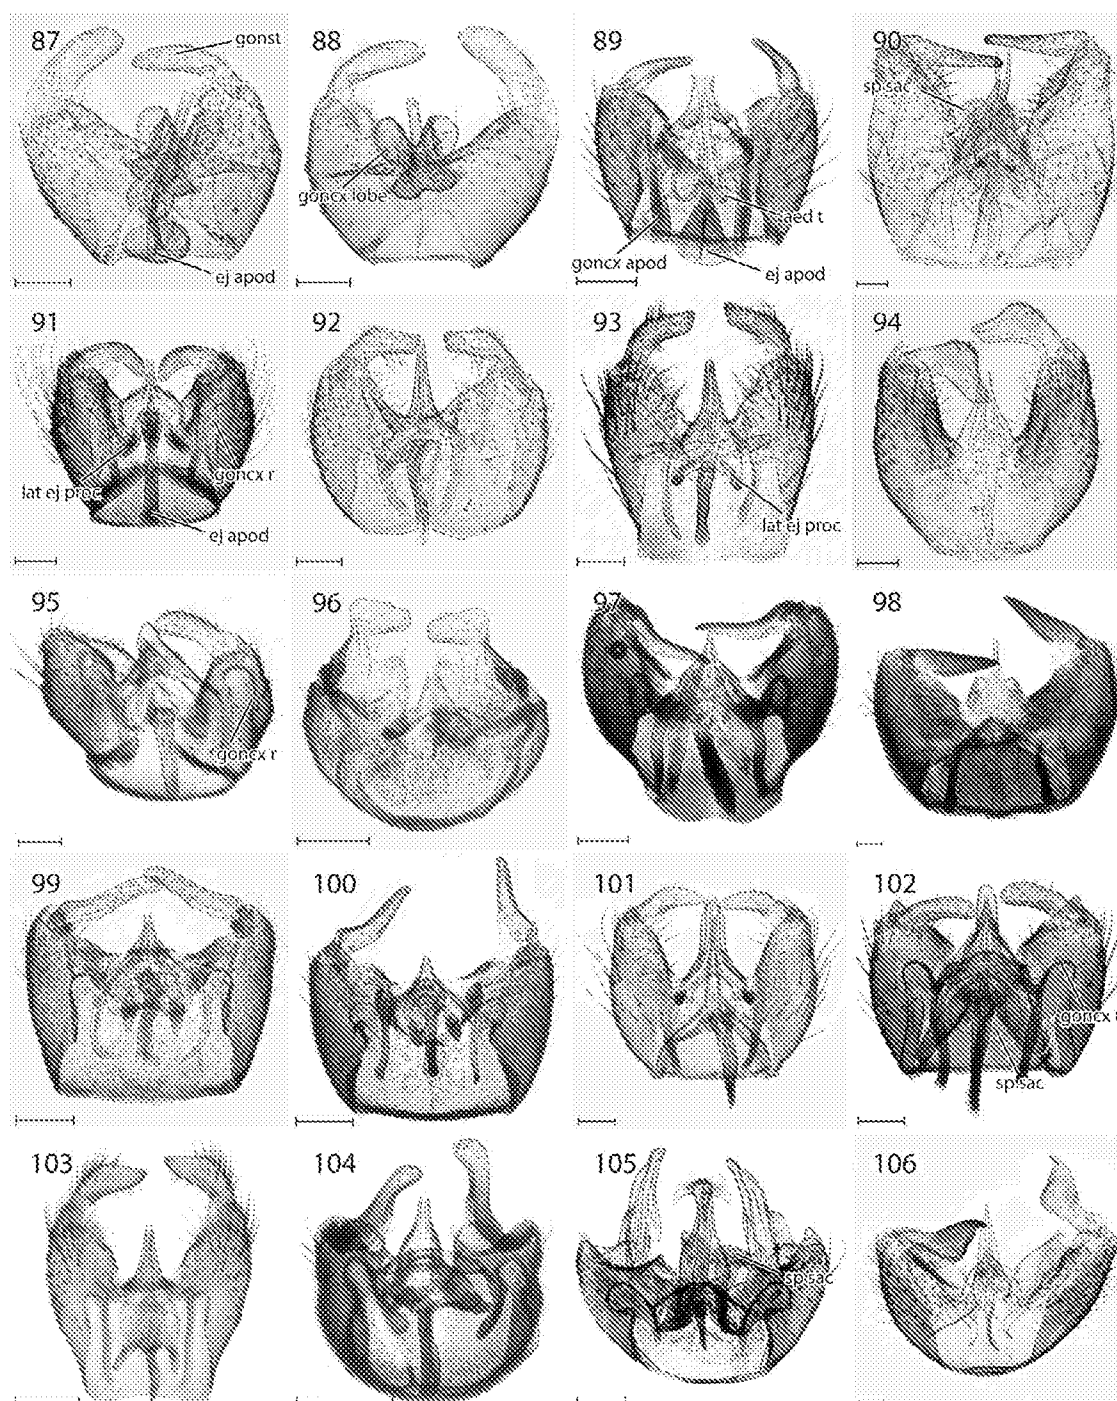 87 gonst 88 89 90
sp sac
goncx lobe
aed t
goncx apod
ej apod
ej apod
91 92 93 94
goncx r
lat ej proc
lat ej proc
ej apod
95 96 97 98
goncx r
99 100 101 102
goncx
sp sac
103 104 105 106
sp sac